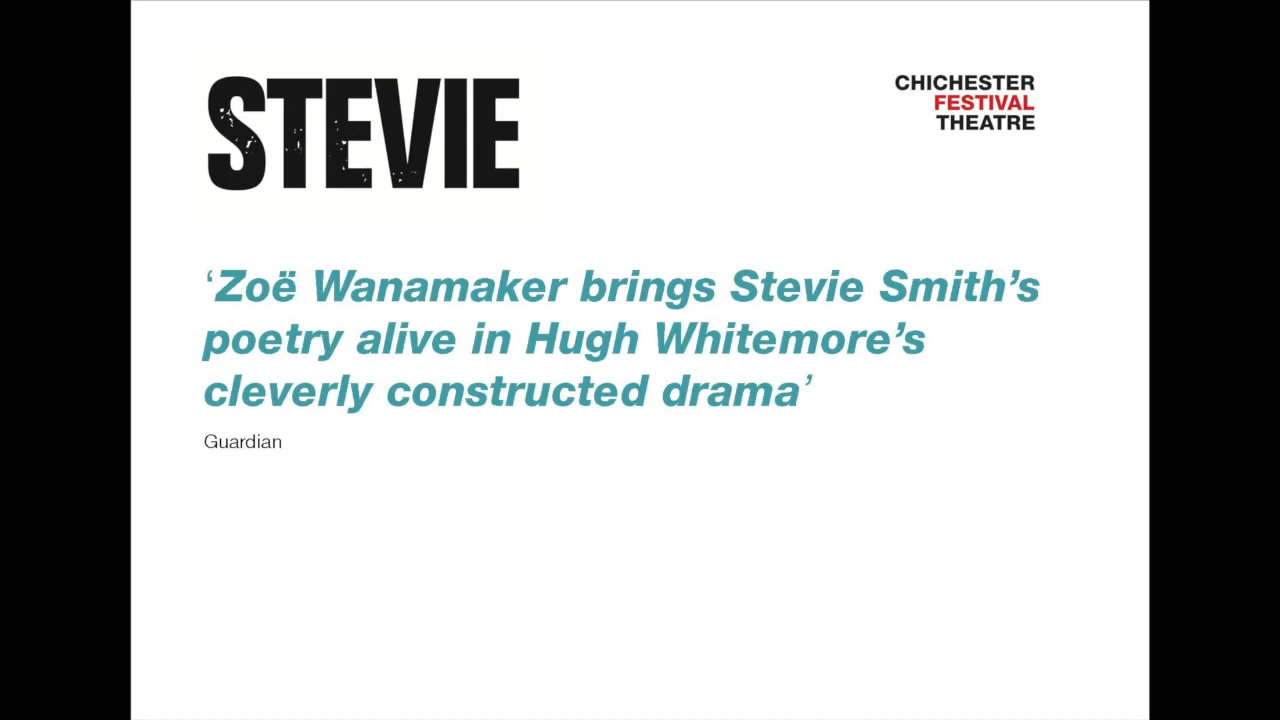 STEVIE
CHICHESTER
FESTIVAL
THEATRE
‘Zoë Wanamaker brings Stevie Smith’s
poetry alive in Hugh Whitemore’s
cleverly constructed drama’
Guardian